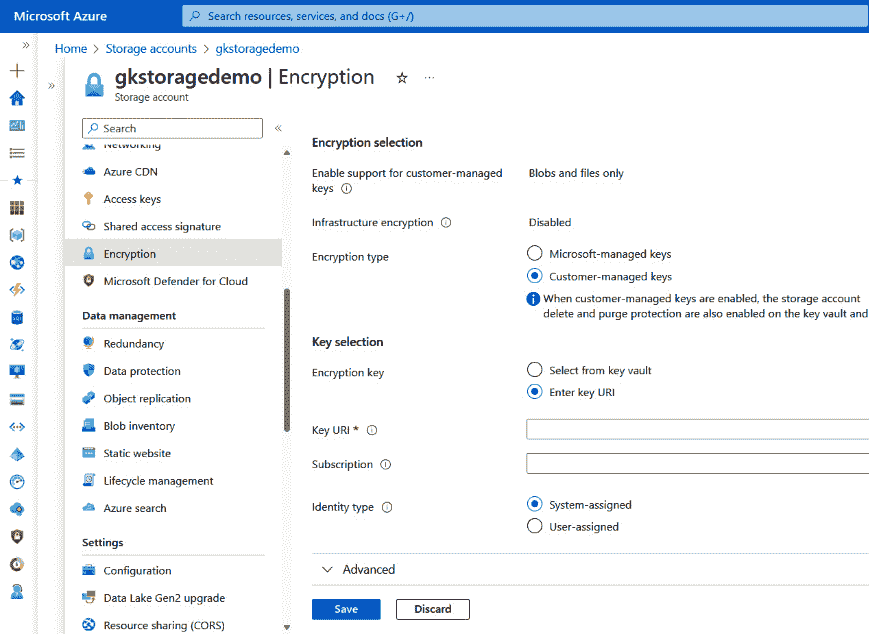 Microsoft Azure
Search resources, services, and docs (G+/)
Home > Storage accounts > gkstoragedemo
gkstoragedemo | Encryption
Storage account
Search
Networking
Azure CDN
Access keys
Shared access signature
Encryption
Microsoft Defender for Cloud
Data management
Redundancy
Data protection
Object replication
Blob inventory
Static website
Lifecycle management
Azure search
Settings
Configuration
Data Lake Gen2 upgrade
Resource sharing (CORS)
Encryption selection
Enable support for customer-managed
keys
Blobs and files only
Infrastructure encryption
Disabled
Encryption type
Microsoft-managed keys
Customer-managed keys
When customer-managed keys are enabled, the storage account
delete and purge protection are also enabled on the key vault and
Key selection
Encryption key
Select from key vault
Enter key URI
Key URI *
Subscription
Identity type
System-assigned
User-assigned
Advanced
Save
Discard